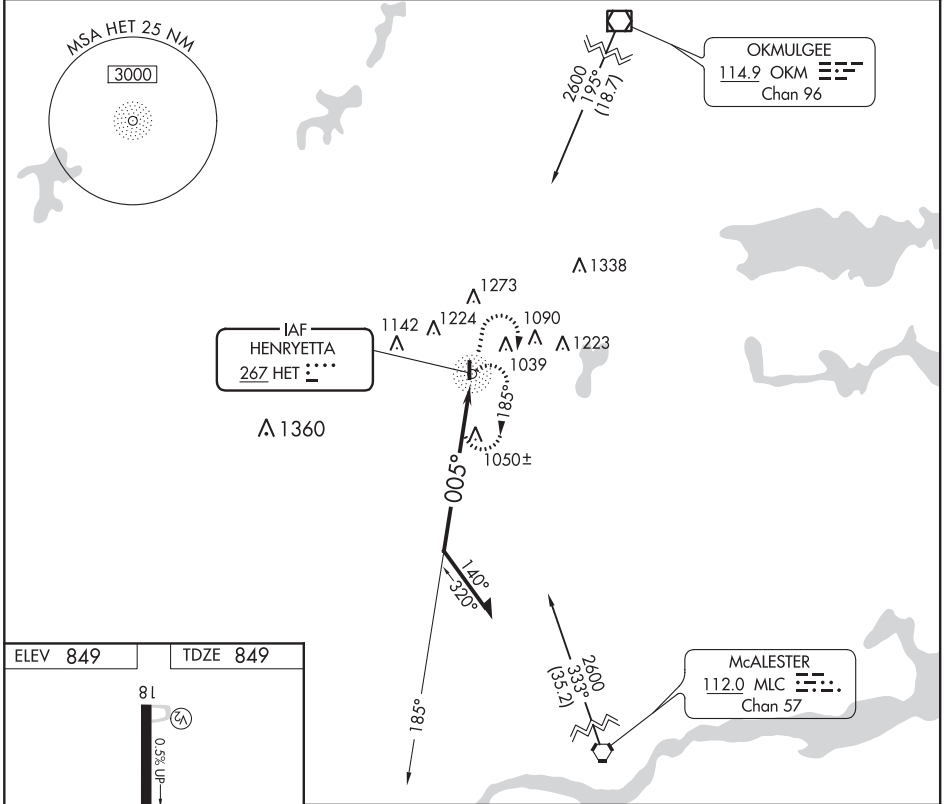 MSA HET 25 NM
3000
OKMULGEE
114.9 OKM
Chan 96
2600
195°
(18.7)
1338
1273
1224
1142
1090
1223
1039
IAF
HENRYETTA
267 HET
1360
185°
1050±
005°
140°
320°
185°
2600
333°
(35.2)
McALESTER
112.0 MLC
Chan 57
ELEV 849
TDZE 849
18
V2
0.5% UP